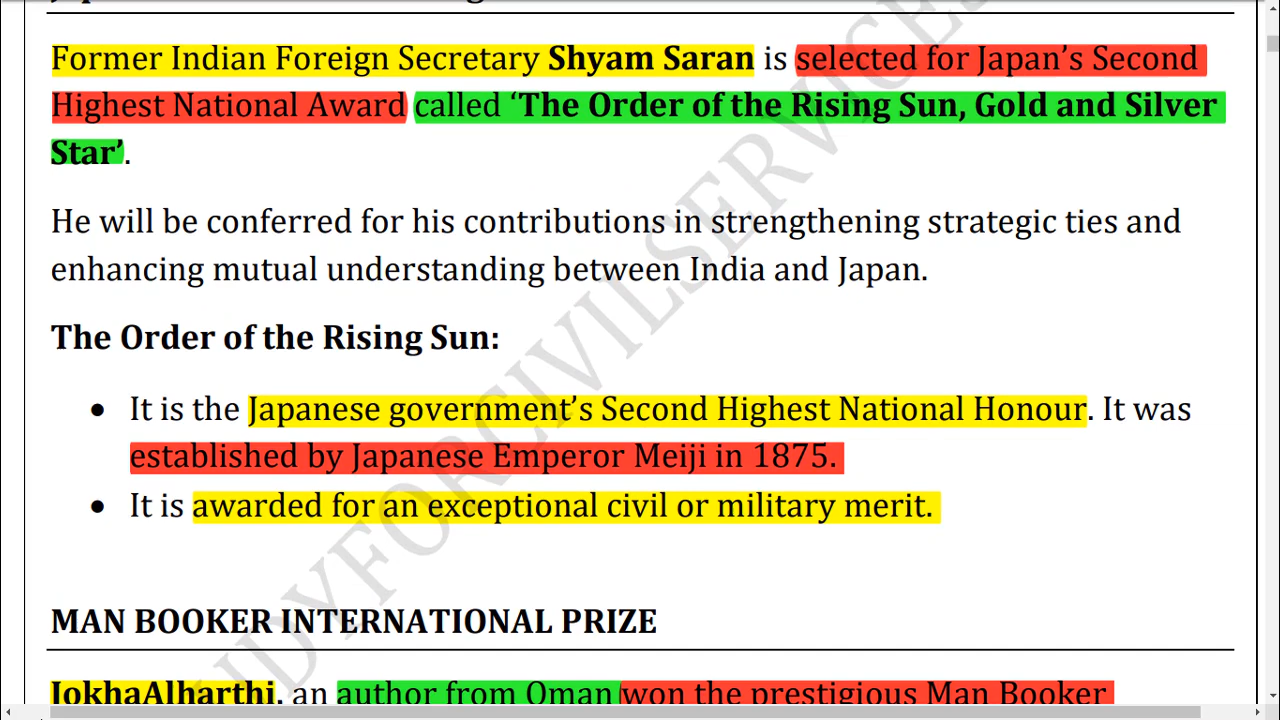 Former Indian Foreign Secretary Shyam Saran is selected for Japan’s Second
Highest National Award called ‘The Order of the Rising Sun, Gold and Silver
Star’.
He will be conferred for his contributions in strengthening strategic ties and
enhancing mutual understanding between India and Japan.
The Order of the Rising Sun:
• It is the Japanese government’s Second Highest National Honour. It was
established by Japanese Emperor Meiji in 1875.
• It is awarded for an exceptional civil or military merit.
MAN BOOKER INTERNATIONAL PRIZE
JokhaAlharthi, an author from Oman won the prestigious Man Booker
UDYFORCIVILSERVICES